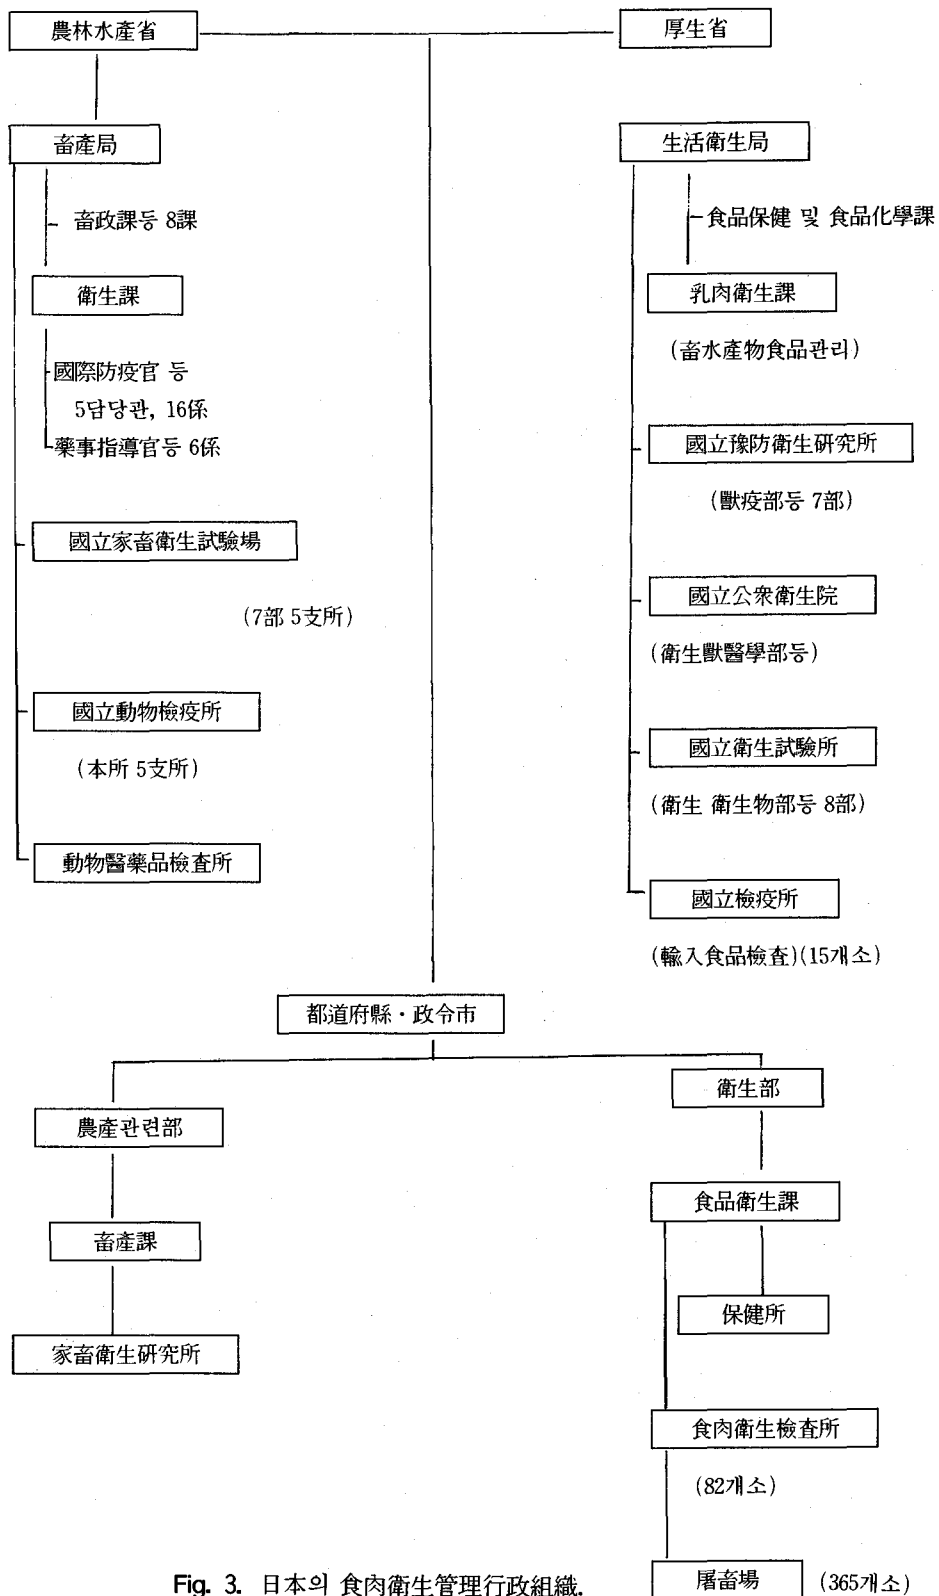 農林水產省
厚生省
畜產局
生活衛生局
畜政課등 8課
食品保健 및 食品化學課
衛生課
乳肉衛生課
(畜水產物食品관리)
國際防疫官 등
5담당관, 16係
藥事指導官등 6係
國立豫防衛生研究所
(獸疫部등 7部)
國立家畜衛生試驗場
(7部 5支所)
國立公衆衛生院
(衛生獸醫學部등)
國立動物檢疫所
(本所 5支所)
國立衛生試驗所
(衛生 衛生物部등 8部)
動物醫藥品檢査所
國立檢疫所
(輸入食品檢査)(15개소)
都道府縣・政令市
農產관련部
衛生部
畜產課
食品衛生課
家畜衛生研究所
保健所
食肉衛生檢査所
(82개소)
屠畜場 (365개소)
Fig. 3. 日本의 食肉衛生管理行政組織.